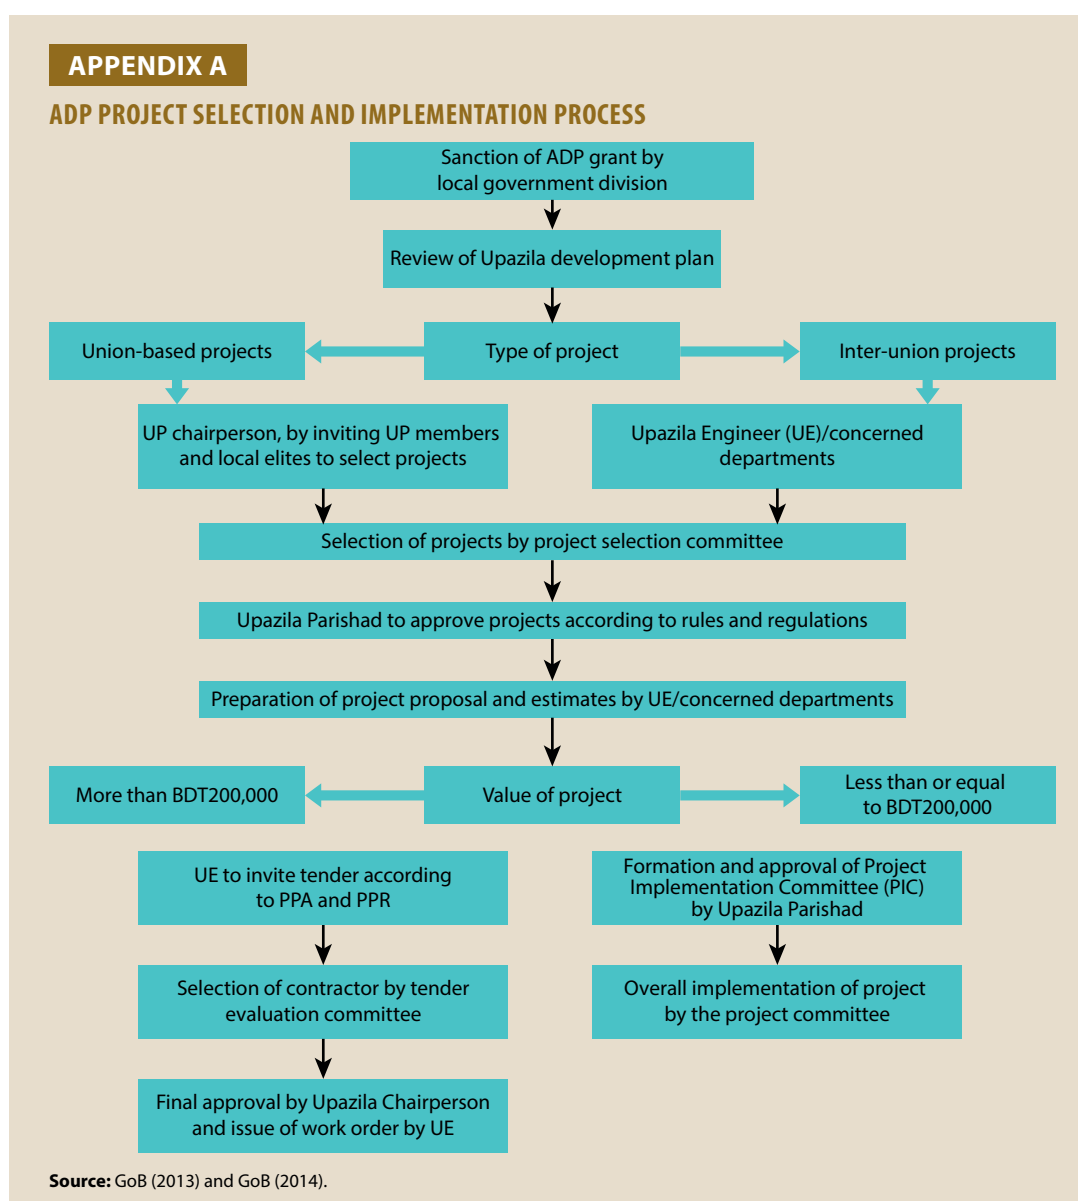 APPENDIX A
ADP PROJECT SELECTION AND IMPLEMENTATION PROCESS
Sanction of ADP grant by
local government division
Review of Upazila development plan
Union-based projects
Type of project
Inter-union projects
UP chairperson, by inviting UP members
and local elites to select projects
Upazila Engineer (UE)/concerned
departments
Selection of projects by project selection committee
Upazila Parishad to approve projects according to rules and regulations
Preparation of project proposal and estimates by UE/concerned departments
More than BDT200,000
Value of project
Less than or equal
to BDT200,000
UE to invite tender according
to PPA and PPR
Formation and approval of Project
Implementation Committee (PIC)
by Upazila Parishad
Selection of contractor by tender
evaluation committee
Overall implementation of project
by the project committee
Final approval by Upazila Chairperson
and issue of work order by UE
Source: GoB (2013) and GoB (2014).